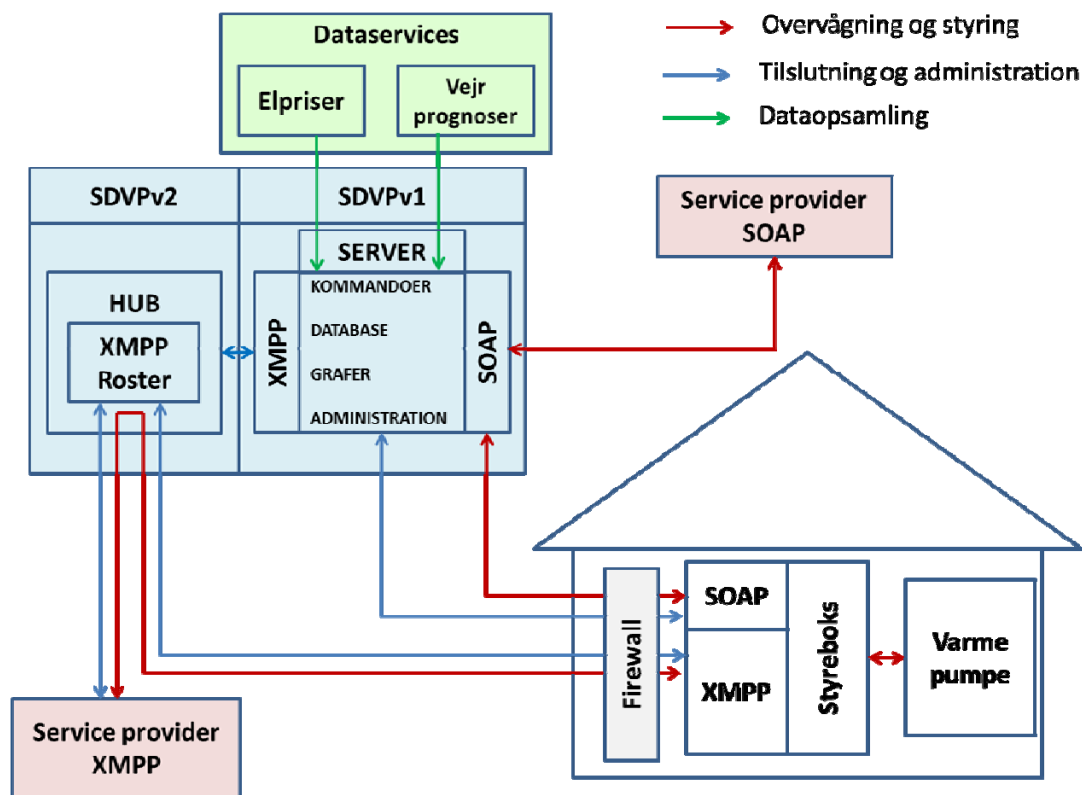 Dataservices
Elpriser
Vejr
prognoser
Overvågning og styring
Tilslutning og administration
Dataopsamling
SDVPv2
SDVPv1
Service provider
SOAP
SERVER
HUB
XMPP
Roster
XMPP
KOMMANDOER
DATABASE
GRAFER
ADMINISTRATION
SOAP
Firewall
SOAP
XMPP
Styreboks
Varme
pumpe
Service provider
XMPP